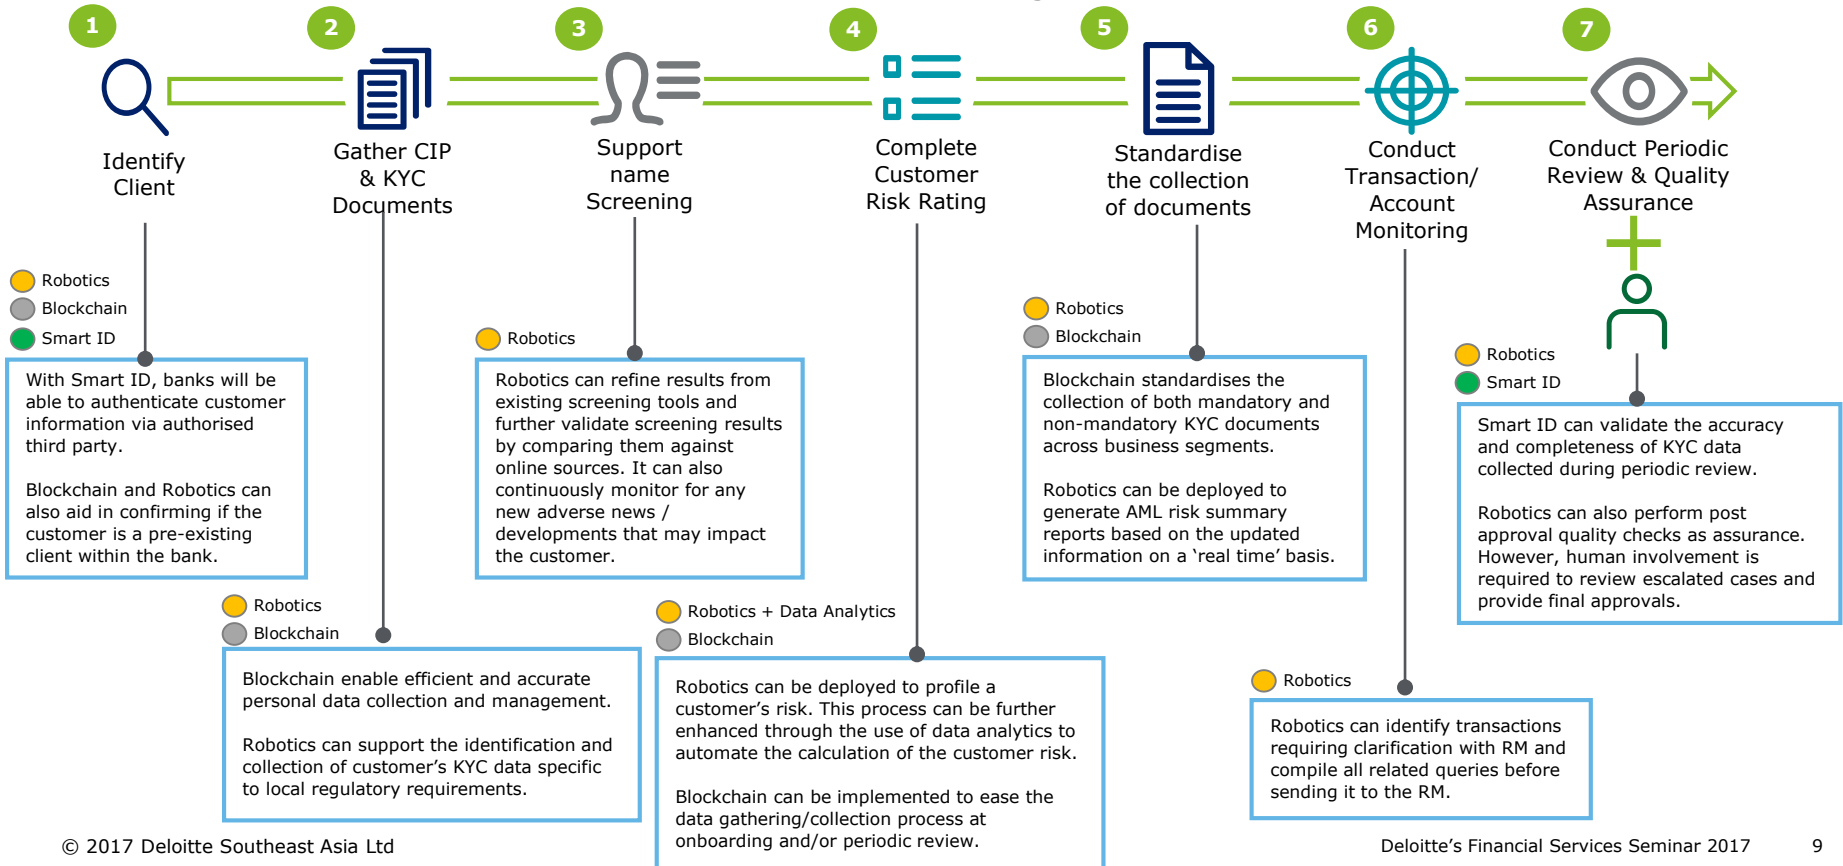 1
2
3
4
5
6
7
Identify
Client
Gather CIP
& KYC
Documents
Support
name
Screening
Complete
Customer
Risk Rating
Standardise
the collection
of documents
Conduct
Transaction/
Account
Monitoring
Conduct Periodic
Review & Quality
Assurance
Robotics
Blockchain
Smart ID
With Smart ID, banks will be
able to authenticate customer
information via authorised
third party.
Blockchain and Robotics can
also aid in confirming if the
customer is a pre-existing
client within the bank.
Robotics
Blockchain
Blockchain enable efficient and accurate
personal data collection and management.
Robotics can support the identification and
collection of customer’s KYC data specific
to local regulatory requirements.
Robotics
Robotics can refine results from
existing screening tools and
further validate screening results
by comparing them against
online sources. It can also
continuously monitor for any
new adverse news /
developments that may impact
the customer.
Robotics + Data Analytics
Blockchain
Robotics can be deployed to profile a
customer’s risk. This process can be further
enhanced through the use of data analytics to
automate the calculation of the customer risk.
Blockchain can be implemented to ease the
data gathering/collection process at
onboarding and/or periodic review.
Robotics
Blockchain
Blockchain standardises the
collection of both mandatory and
non-mandatory KYC documents
across business segments.
Robotics can be deployed to
generate AML risk summary
reports based on the updated
information on a ‘real time’ basis.
Robotics
Robotics can identify transactions
requiring clarification with RM and
compile all related queries before
sending it to the RM.
Robotics
Smart ID
Smart ID can validate the accuracy
and completeness of KYC data
collected during periodic review.
Robotics can also perform post
approval quality checks as assurance.
However, human involvement is
required to review escalated cases and
provide final approvals.
© 2017 Deloitte Southeast Asia Ltd
Deloitte’s Financial Services Seminar 2017
9